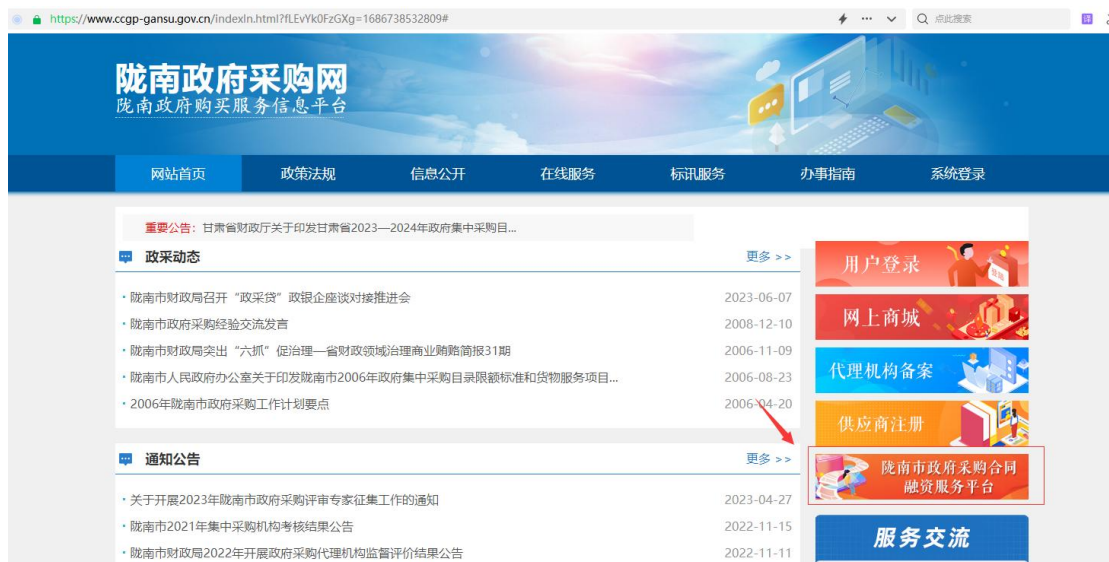 https://www.ccgp-gansu.gov.cn/indexln.html?fLEvYk0FzGXg=1686738532809#
点此搜索
译
陇南政府采购网
陇南政府购买服务信息平台
网站首页 政策法规 信息公开 在线服务 标讯服务 办事指南 系统登录
重要公告：甘肃省财政厅关于印发甘肃省2023—2024年政府集中采购目...
政采动态 更多 >>
陇南市财政局召开“政采贷”政银企座谈对接推进会 2023-06-07
陇南市政府采购经验交流发言 2008-12-10
陇南市财政局突出“六抓”促治理—省财政领域治理商业贿赂简报31期 2006-11-09
陇南市人民政府办公室关于印发陇南市2006年政府集中采购目录限额标准和货物服务项目... 2006-08-23
2006年陇南市政府采购工作计划要点 2006-04-20
通知公告 更多 >>
关于开展2023年陇南市政府采购评审专家征集工作的通知 2023-04-27
陇南市2021年集中采购机构考核结果公告 2022-11-15
陇南市财政局2022年开展政府采购代理机构监督评价结果公告 2022-11-11
用户登录
网上商城
代理机构备案
供应商注册
陇南市政府采购合同
融资服务平台
服务交流